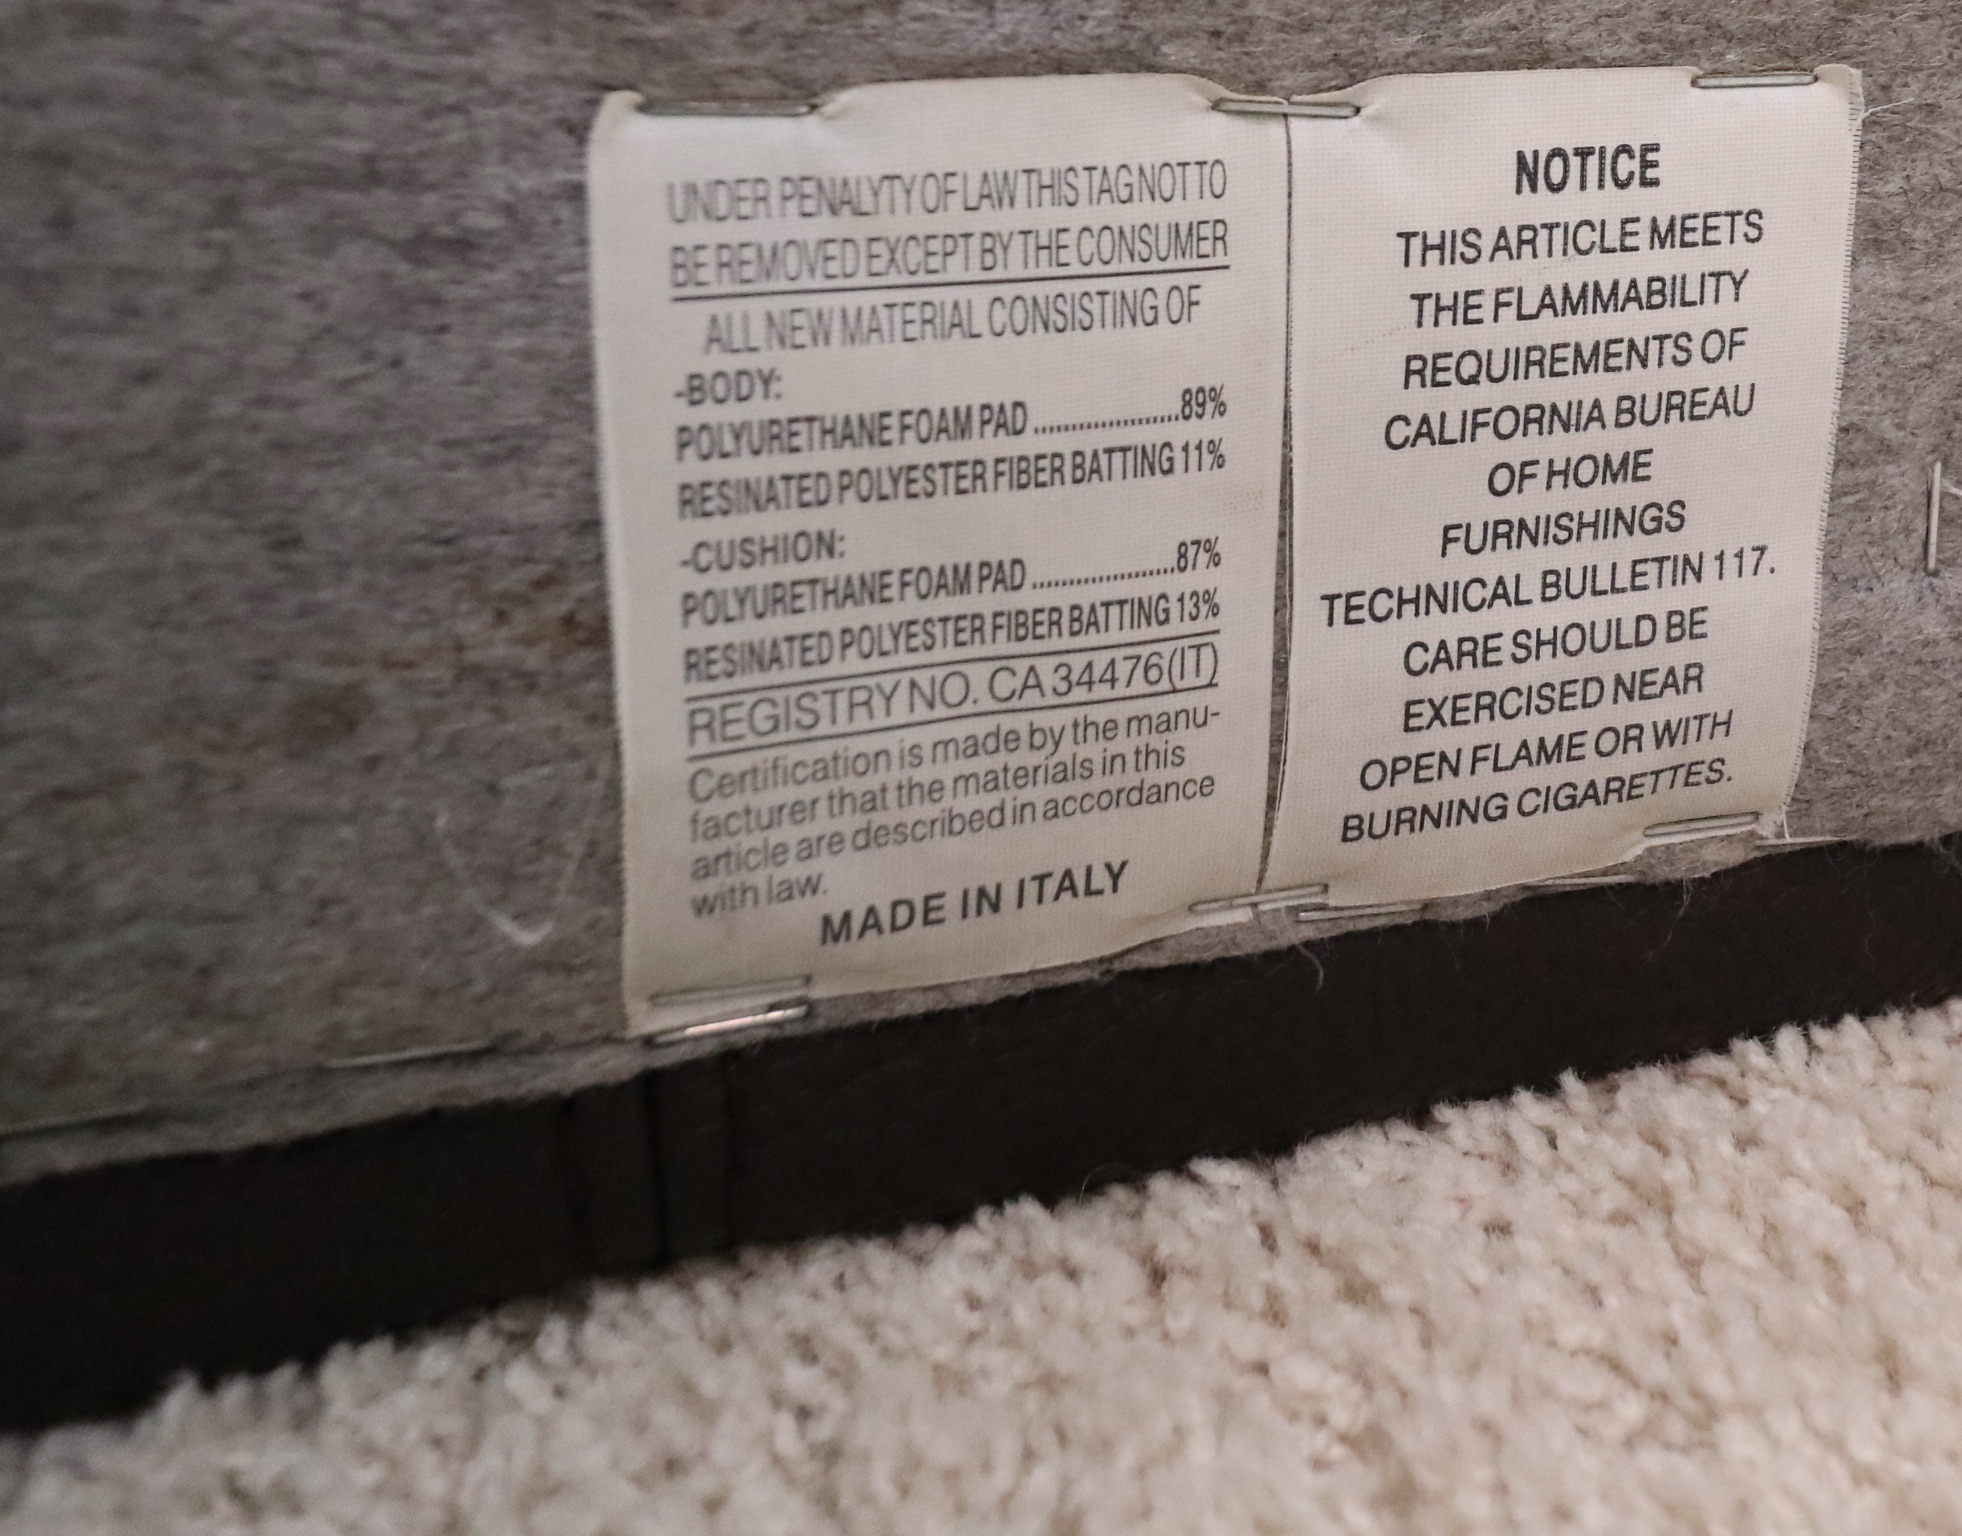 UNDER PENALYTY OF LAW THIS TAG NOT TO
BE REMOVED EXCEPT BY THE CONSUMER
ALL NEW MATERIAL CONSISTING OF
-BODY:
POLYURETHANE FOAM PAD ....................89%
RESINATED POLYESTER FIBER BATTING 11%
-CUSHION:
POLYURETHANE FOAM PAD ....................87%
RESINATED POLYESTER FIBER BATTING 13%
REGISTRY NO. CA 34476 (IT)
Certification is made by the manu-
facturer that the materials in this
article are described in accordance
with law.
MADE IN ITALY
NOTICE
THIS ARTICLE MEETS
THE FLAMMABILITY
REQUIREMENTS OF
CALIFORNIA BUREAU
OF HOME
FURNISHINGS
TECHNICAL BULLETIN 117.
CARE SHOULD BE
EXERCISED NEAR
OPEN FLAME OR WITH
BURNING CIGARETTES.